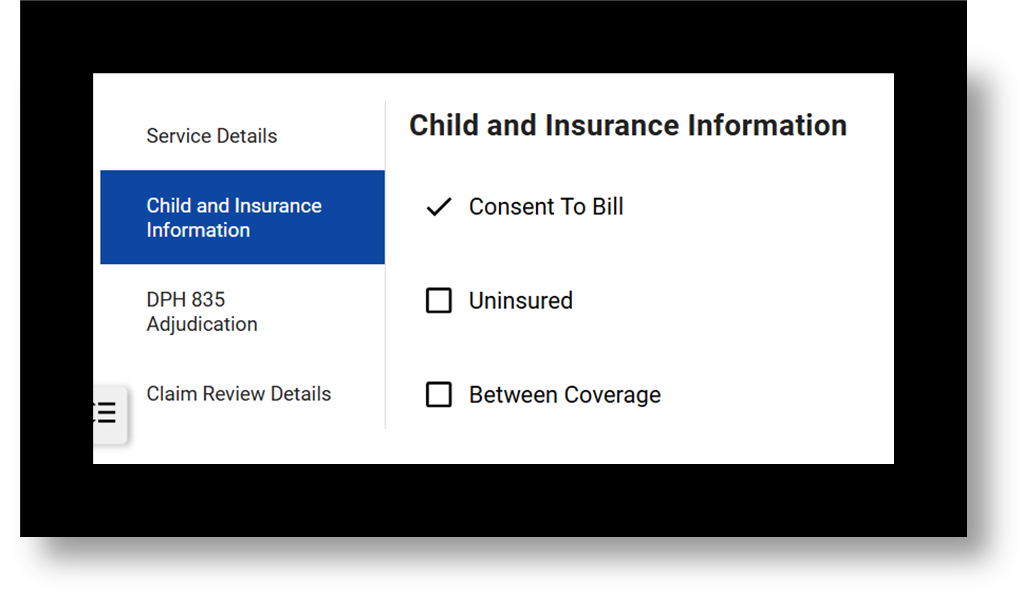 Service Details
Child and Insurance
Information
DPH 835
Adjudication
Claim Review Details
Child and Insurance Information
Consent To Bill
Uninsured
Between Coverage